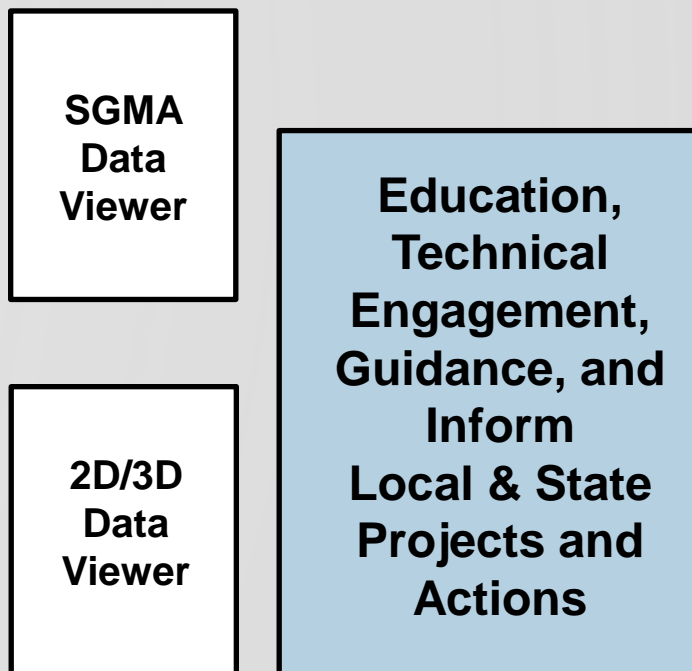 SGMA
Data
Viewer
2D/3D
Data
Viewer
Education,
Technical
Engagement,
Guidance, and
Inform
Local & State
Projects and
Actions